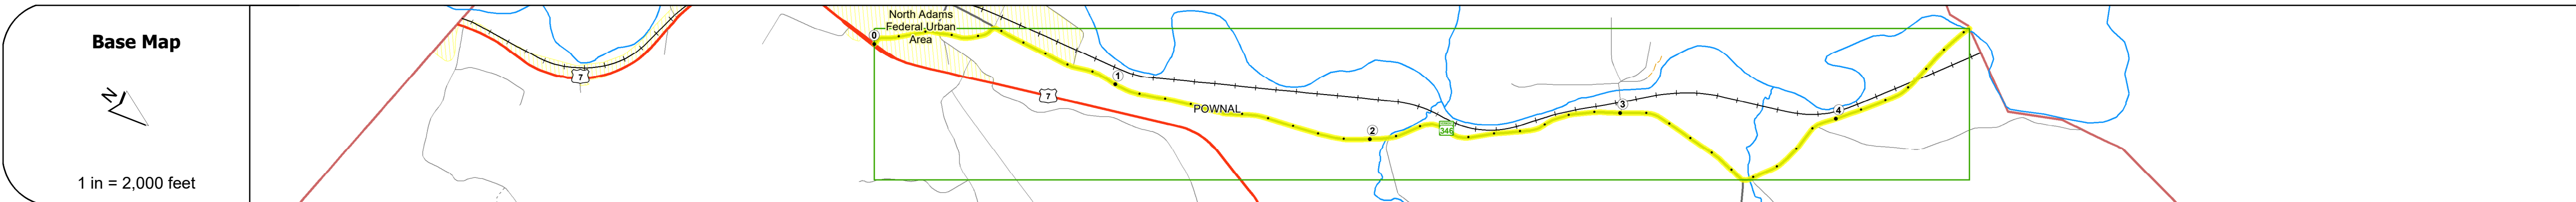 Base Map
N
1 in = 2,000 feet
7
North Adams
Federal Urban
Area
0
1
7
POWNAL
2
346
3
4